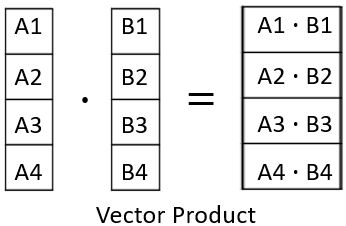 A1 B1 A1 · B1
A2 B2 A2 · B2
· =
A3 B3 A3 · B3
A4 B4 A4 · B4
Vector Product